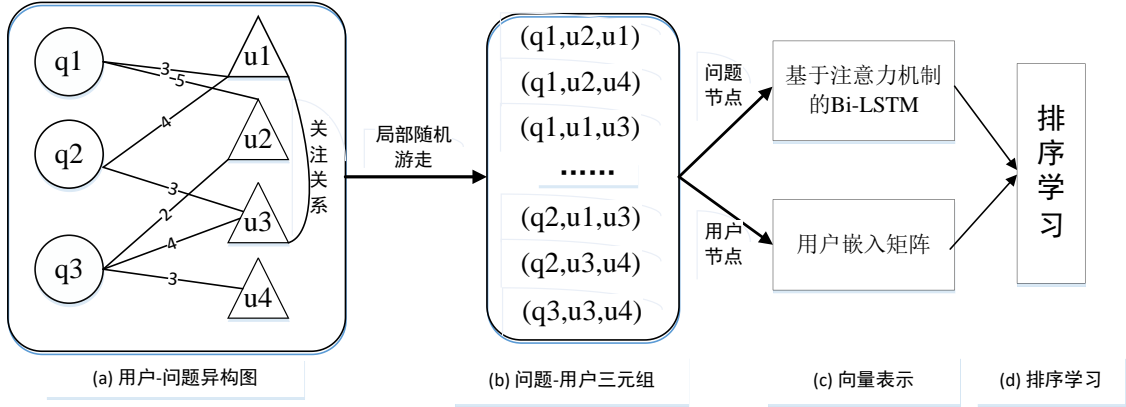 q1
q2
q3
u1
u2
u3
u4
3
5
4
3
2
4
3
关注关系
局部随机
游走
(q1,u2,u1)
(q1,u2,u4)
(q1,u1,u3)
······
(q2,u1,u3)
(q2,u3,u4)
(q3,u3,u4)
问题
节点
用户
节点
基于注意力机制
的Bi-LSTM
用户嵌入矩阵
排序学习
(a) 用户-问题异构图
(b) 问题-用户三元组
(c) 向量表示
(d) 排序学习